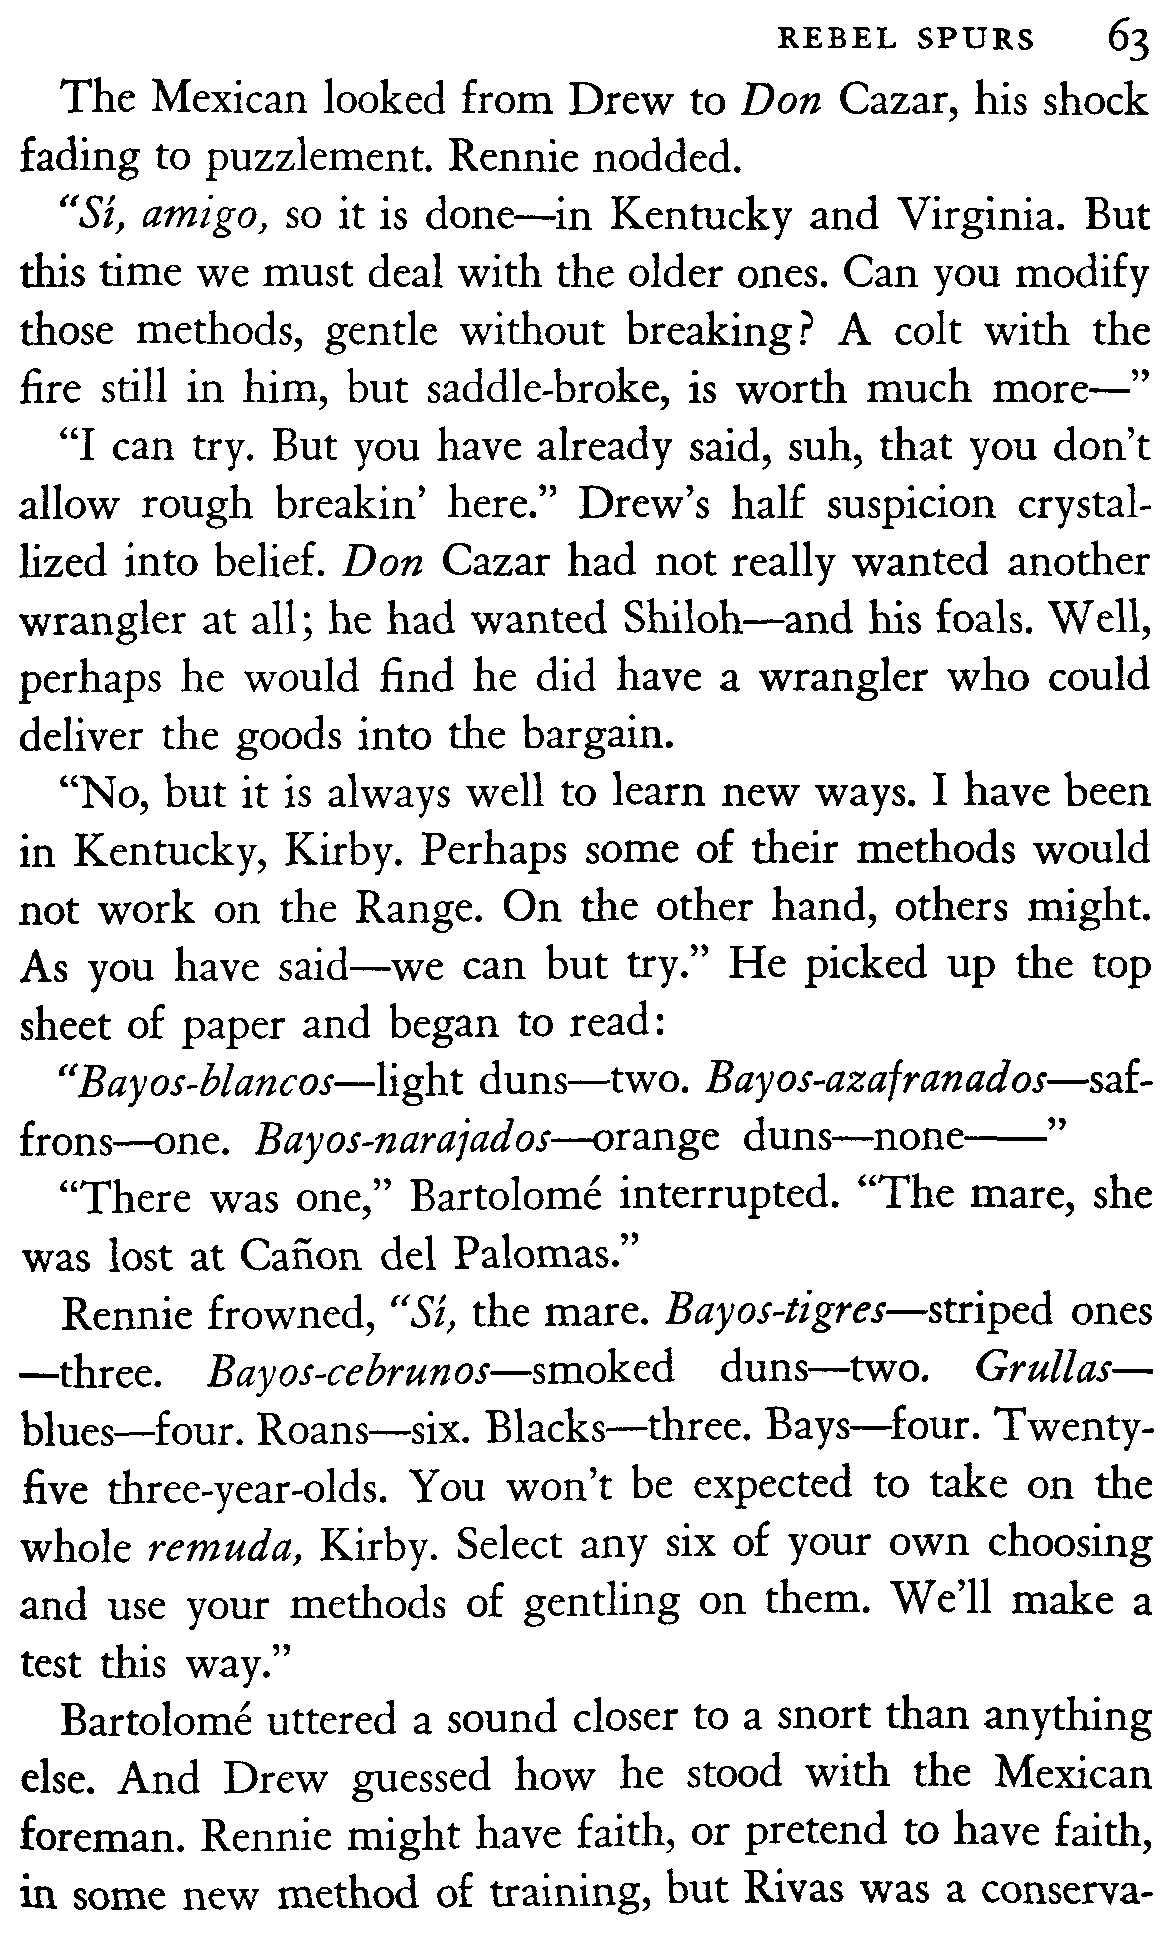 REBEL SPURS 63
The Mexican looked from Drew to Don Cazar, his shock
fading to puzzlement. Rennie nodded.
“Sí, amigo, so it is done—in Kentucky and Virginia. But
this time we must deal with the older ones. Can you modify
those methods, gentle without breaking? A colt with the
fire still in him, but saddle-broke, is worth much more—”
“I can try. But you have already said, suh, that you don’t
allow rough breakin’ here.” Drew’s half suspicion crystal-
lized into belief. Don Cazar had not really wanted another
wrangler at all; he had wanted Shiloh—and his foals. Well,
perhaps he would find he did have a wrangler who could
deliver the goods into the bargain.
“No, but it is always well to learn new ways. I have been
in Kentucky, Kirby. Perhaps some of their methods would
not work on the Range. On the other hand, others might.
As you have said—we can but try.” He picked up the top
sheet of paper and began to read:
“Bayos-blancos—light duns—two. Bayos-azafranados—saf-
frons—one. Bayos-narajados—orange duns—none——”
“There was one,” Bartolomé interrupted. “The mare, she
was lost at Cañon del Palomas.”
Rennie frowned, “Sí, the mare. Bayos-tigres—striped ones
—three. Bayos-cebrunos—smoked duns—two. Grullas—
blues—four. Roans—six. Blacks—three. Bays—four. Twenty-
five three-year-olds. You won’t be expected to take on the
whole remuda, Kirby. Select any six of your own choosing
and use your methods of gentling on them. We’ll make a
test this way.”
Bartolomé uttered a sound closer to a snort than anything
else. And Drew guessed how he stood with the Mexican
foreman. Rennie might have faith, or pretend to have faith,
in some new method of training, but Rivas was a conserva-